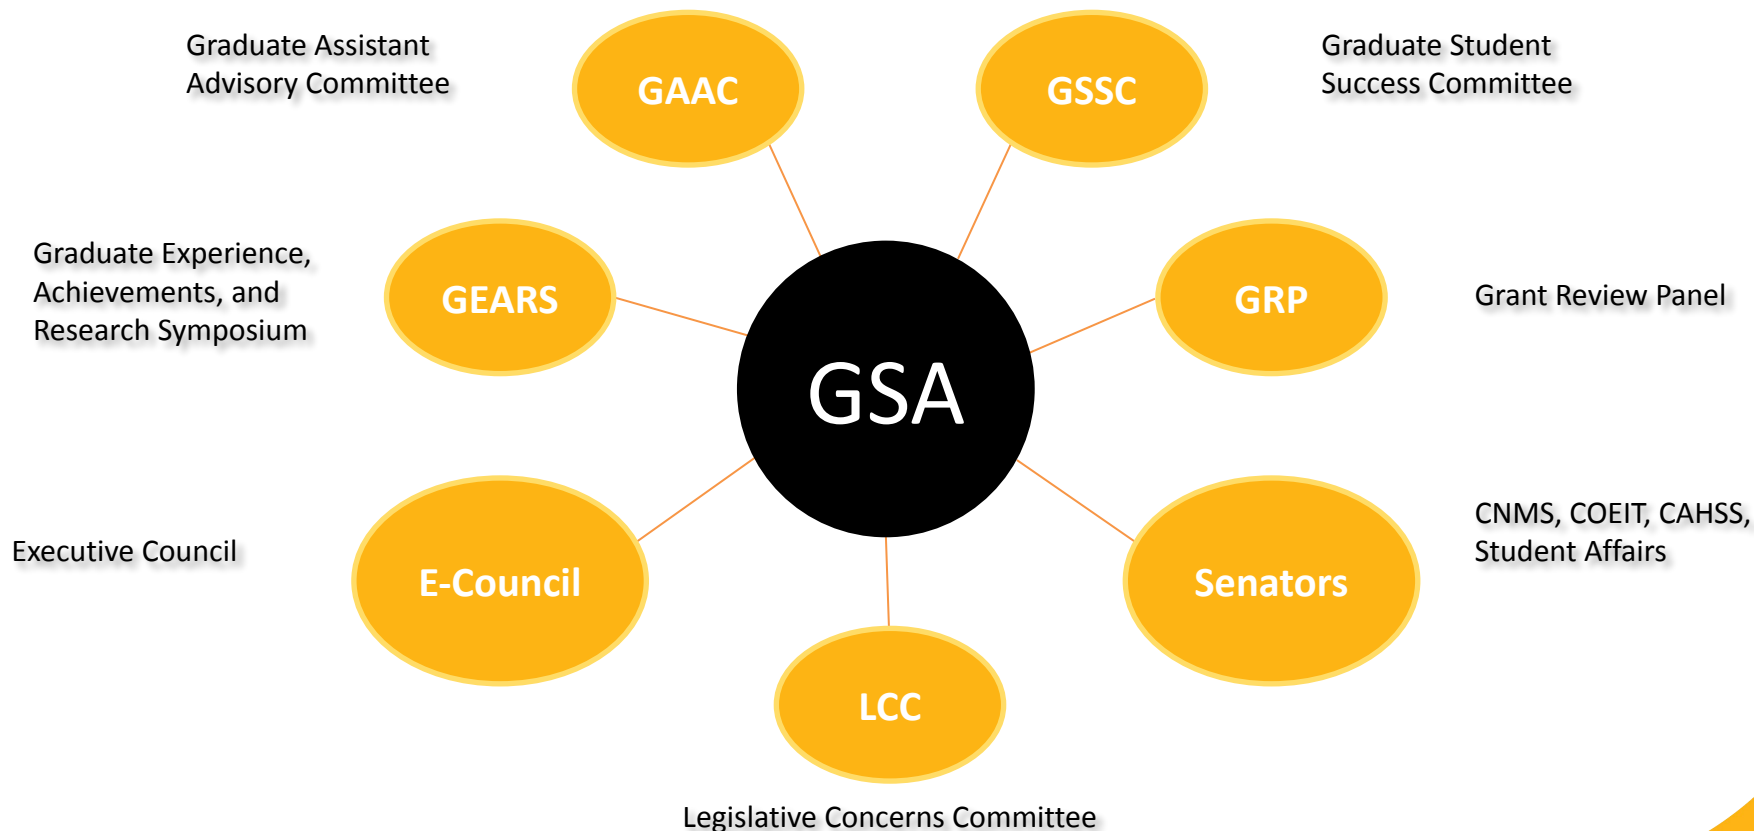 Graduate Assistant
Advisory Committee
GAAC
GSSC
Graduate Student
Success Committee
Graduate Experience,
Achievements, and
Research Symposium
GEARS
GRP
Grant Review Panel
GSA
Executive Council
E-Council
Senators
CNMS, COEIT, CAHSS,
Student Affairs
LCC
Legislative Concerns Committee